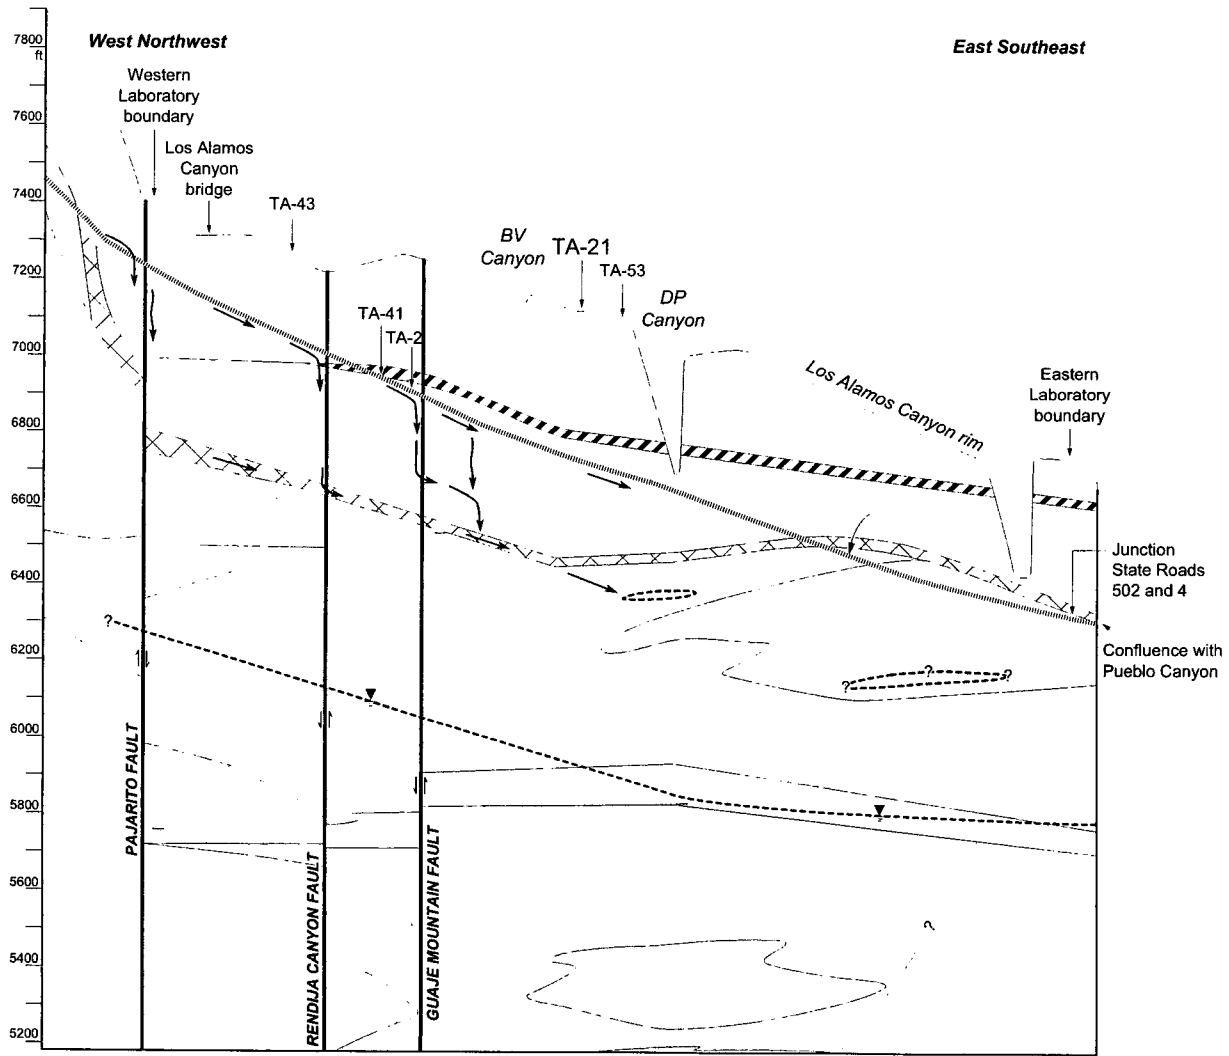 West Northwest
East Southeast
7800
ft
7600
7400
7200
7000
6800
6600
6400
6200
6000
5800
5600
5400
5200
Western
Laboratory
boundary
Los Alamos
Canyon
bridge
TA-43
BV
Canyon
TA-21
TA-53
DP
Canyon
TA-41
TA-2
Los Alamos Canyon rim
Eastern
Laboratory
boundary
Junction
State Roads
502 and 4
Confluence with
Pueblo Canyon
?
?
?
?
?
PAJARITO FAULT
RENDIJA CANYON FAULT
GUAJE MOUNTAIN FAULT